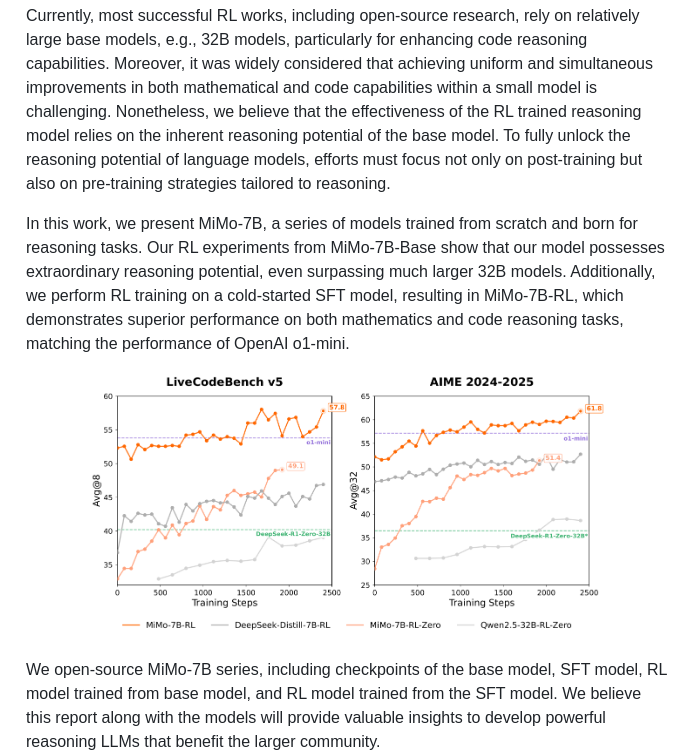 Currently, most successful RL works, including open-source research, rely on relatively
large base models, e.g., 32B models, particularly for enhancing code reasoning
capabilities. Moreover, it was widely considered that achieving uniform and simultaneous
improvements in both mathematical and code capabilities within a small model is
challenging. Nonetheless, we believe that the effectiveness of the RL trained reasoning
model relies on the inherent reasoning potential of the base model. To fully unlock the
reasoning potential of language models, efforts must focus not only on post-training but
also on pre-training strategies tailored to reasoning.
In this work, we present MiMo-7B, a series of models trained from scratch and born for
reasoning tasks. Our RL experiments from MiMo-7B-Base show that our model possesses
extraordinary reasoning potential, even surpassing much larger 32B models. Additionally,
we perform RL training on a cold-started SFT model, resulting in MiMo-7B-RL, which
demonstrates superior performance on both mathematics and code reasoning tasks,
matching the performance of OpenAI o1-mini.
LiveCodeBench v5
60
55
50
45
40
35
Avg@8
57.8
o1-mini
49.1
DeepSeek-R1-Zero-32B
0 500 1000 1500 2000 2500
Training Steps
AIME 2024-2025
65
60
55
50
45
40
35
30
25
Avg@32
61.8
o1-mini
51.4
DeepSeek-R1-Zero-32B*
0 500 1000 1500 2000 2500
Training Steps
MiMo-7B-RL DeepSeek-Distill-7B-RL MiMo-7B-RL-Zero Qwen2.5-32B-RL-Zero
We open-source MiMo-7B series, including checkpoints of the base model, SFT model, RL
model trained from base model, and RL model trained from the SFT model. We believe
this report along with the models will provide valuable insights to develop powerful
reasoning LLMs that benefit the larger community.